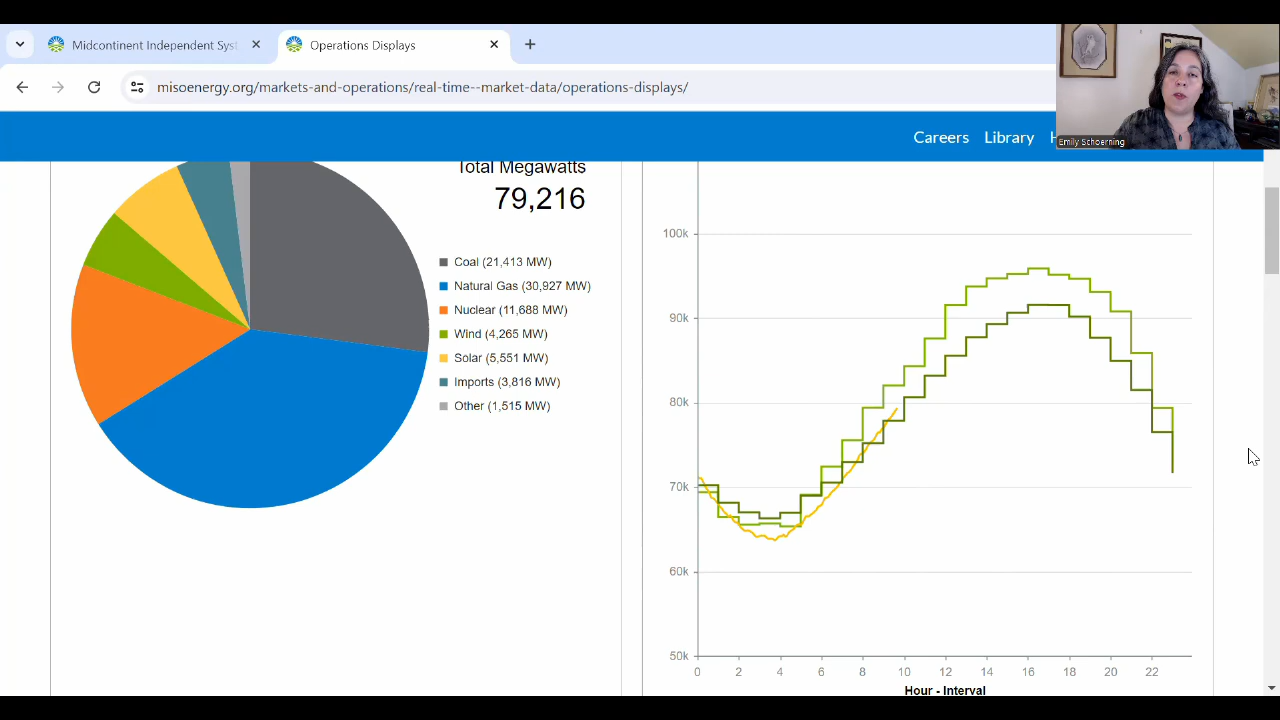 Midcontinent Independent Syst
Operations Displays
misoenergy.org/markets-and-operations/real-time--market-data/operations-displays/
Emily Schoerning
Careers Library H
Total Megawatts
79,216
Coal (21,413 MW)
Natural Gas (30,927 MW)
Nuclear (11,688 MW)
Wind (4,265 MW)
Solar (5,551 MW)
Imports (3,816 MW)
Other (1,515 MW)
100k
90k
80k
70k
60k
50k
0 2 4 6 8 10 12 14 16 18 20 22
Hour - Interval